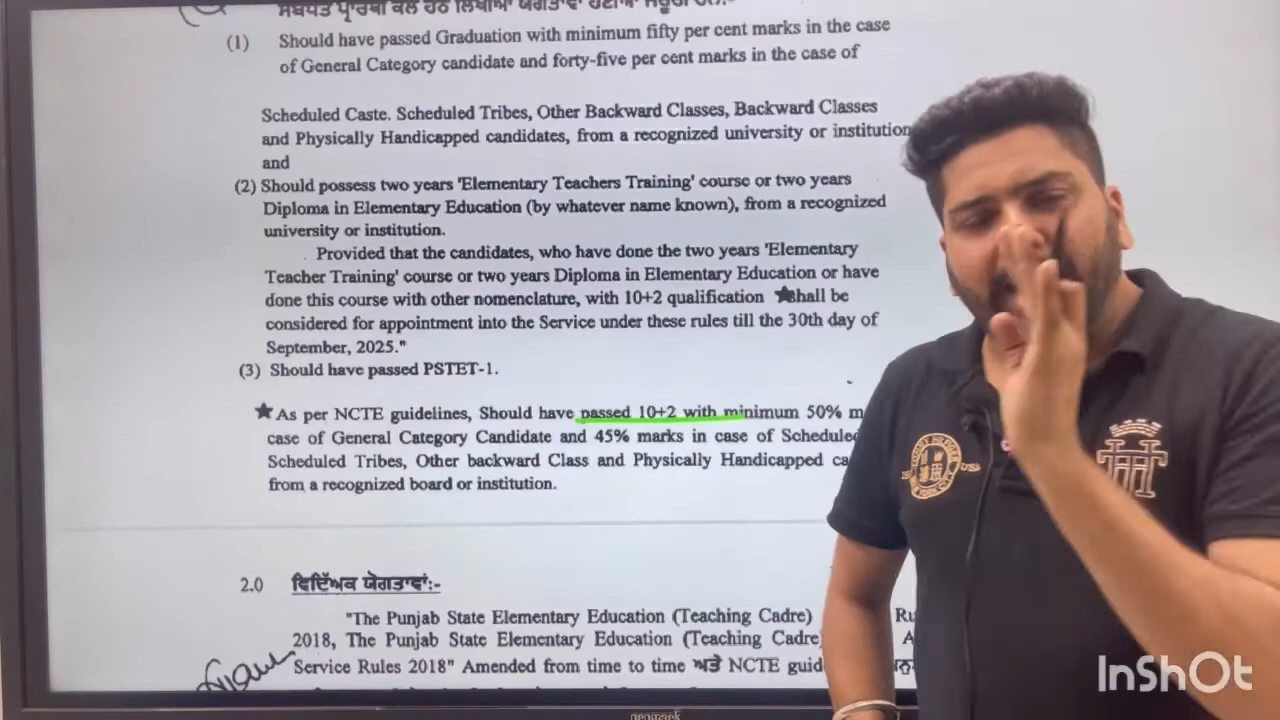 (1) Should have passed Graduation with minimum fifty per cent marks in the case
of General Category candidate and forty-five per cent marks in the case of
Scheduled Caste. Scheduled Tribes, Other Backward Classes, Backward Classes
and Physically Handicapped candidates, from a recognized university or institution
and
(2) Should possess two years 'Elementary Teachers Training' course or two years
Diploma in Elementary Education (by whatever name known), from a recognized
university or institution.
Provided that the candidates, who have done the two years 'Elementary
Teacher Training' course or two years Diploma in Elementary Education or have
done this course with other nomenclature, with 10+2 qualification ★shall be
considered for appointment into the Service under these rules till the 30th day of
September, 2025."
(3) Should have passed PSTET-1.
★As per NCTE guidelines, Should have passed 10+2 with minimum 50% m
case of General Category Candidate and 45% marks in case of Scheduled
Scheduled Tribes, Other backward Class and Physically Handicapped ca
from a recognized board or institution.
2.0 ਵਿਦਿੱਅਕ ਯੋਗਤਾਵਾਂ:-
"The Punjab State Elementary Education (Teaching Cadre) Ru
2018, The Punjab State Elementary Education (Teaching Cadre) A
Service Rules 2018" Amended from time to time ਅਤੇ NCTE guid
neomark
InShOt